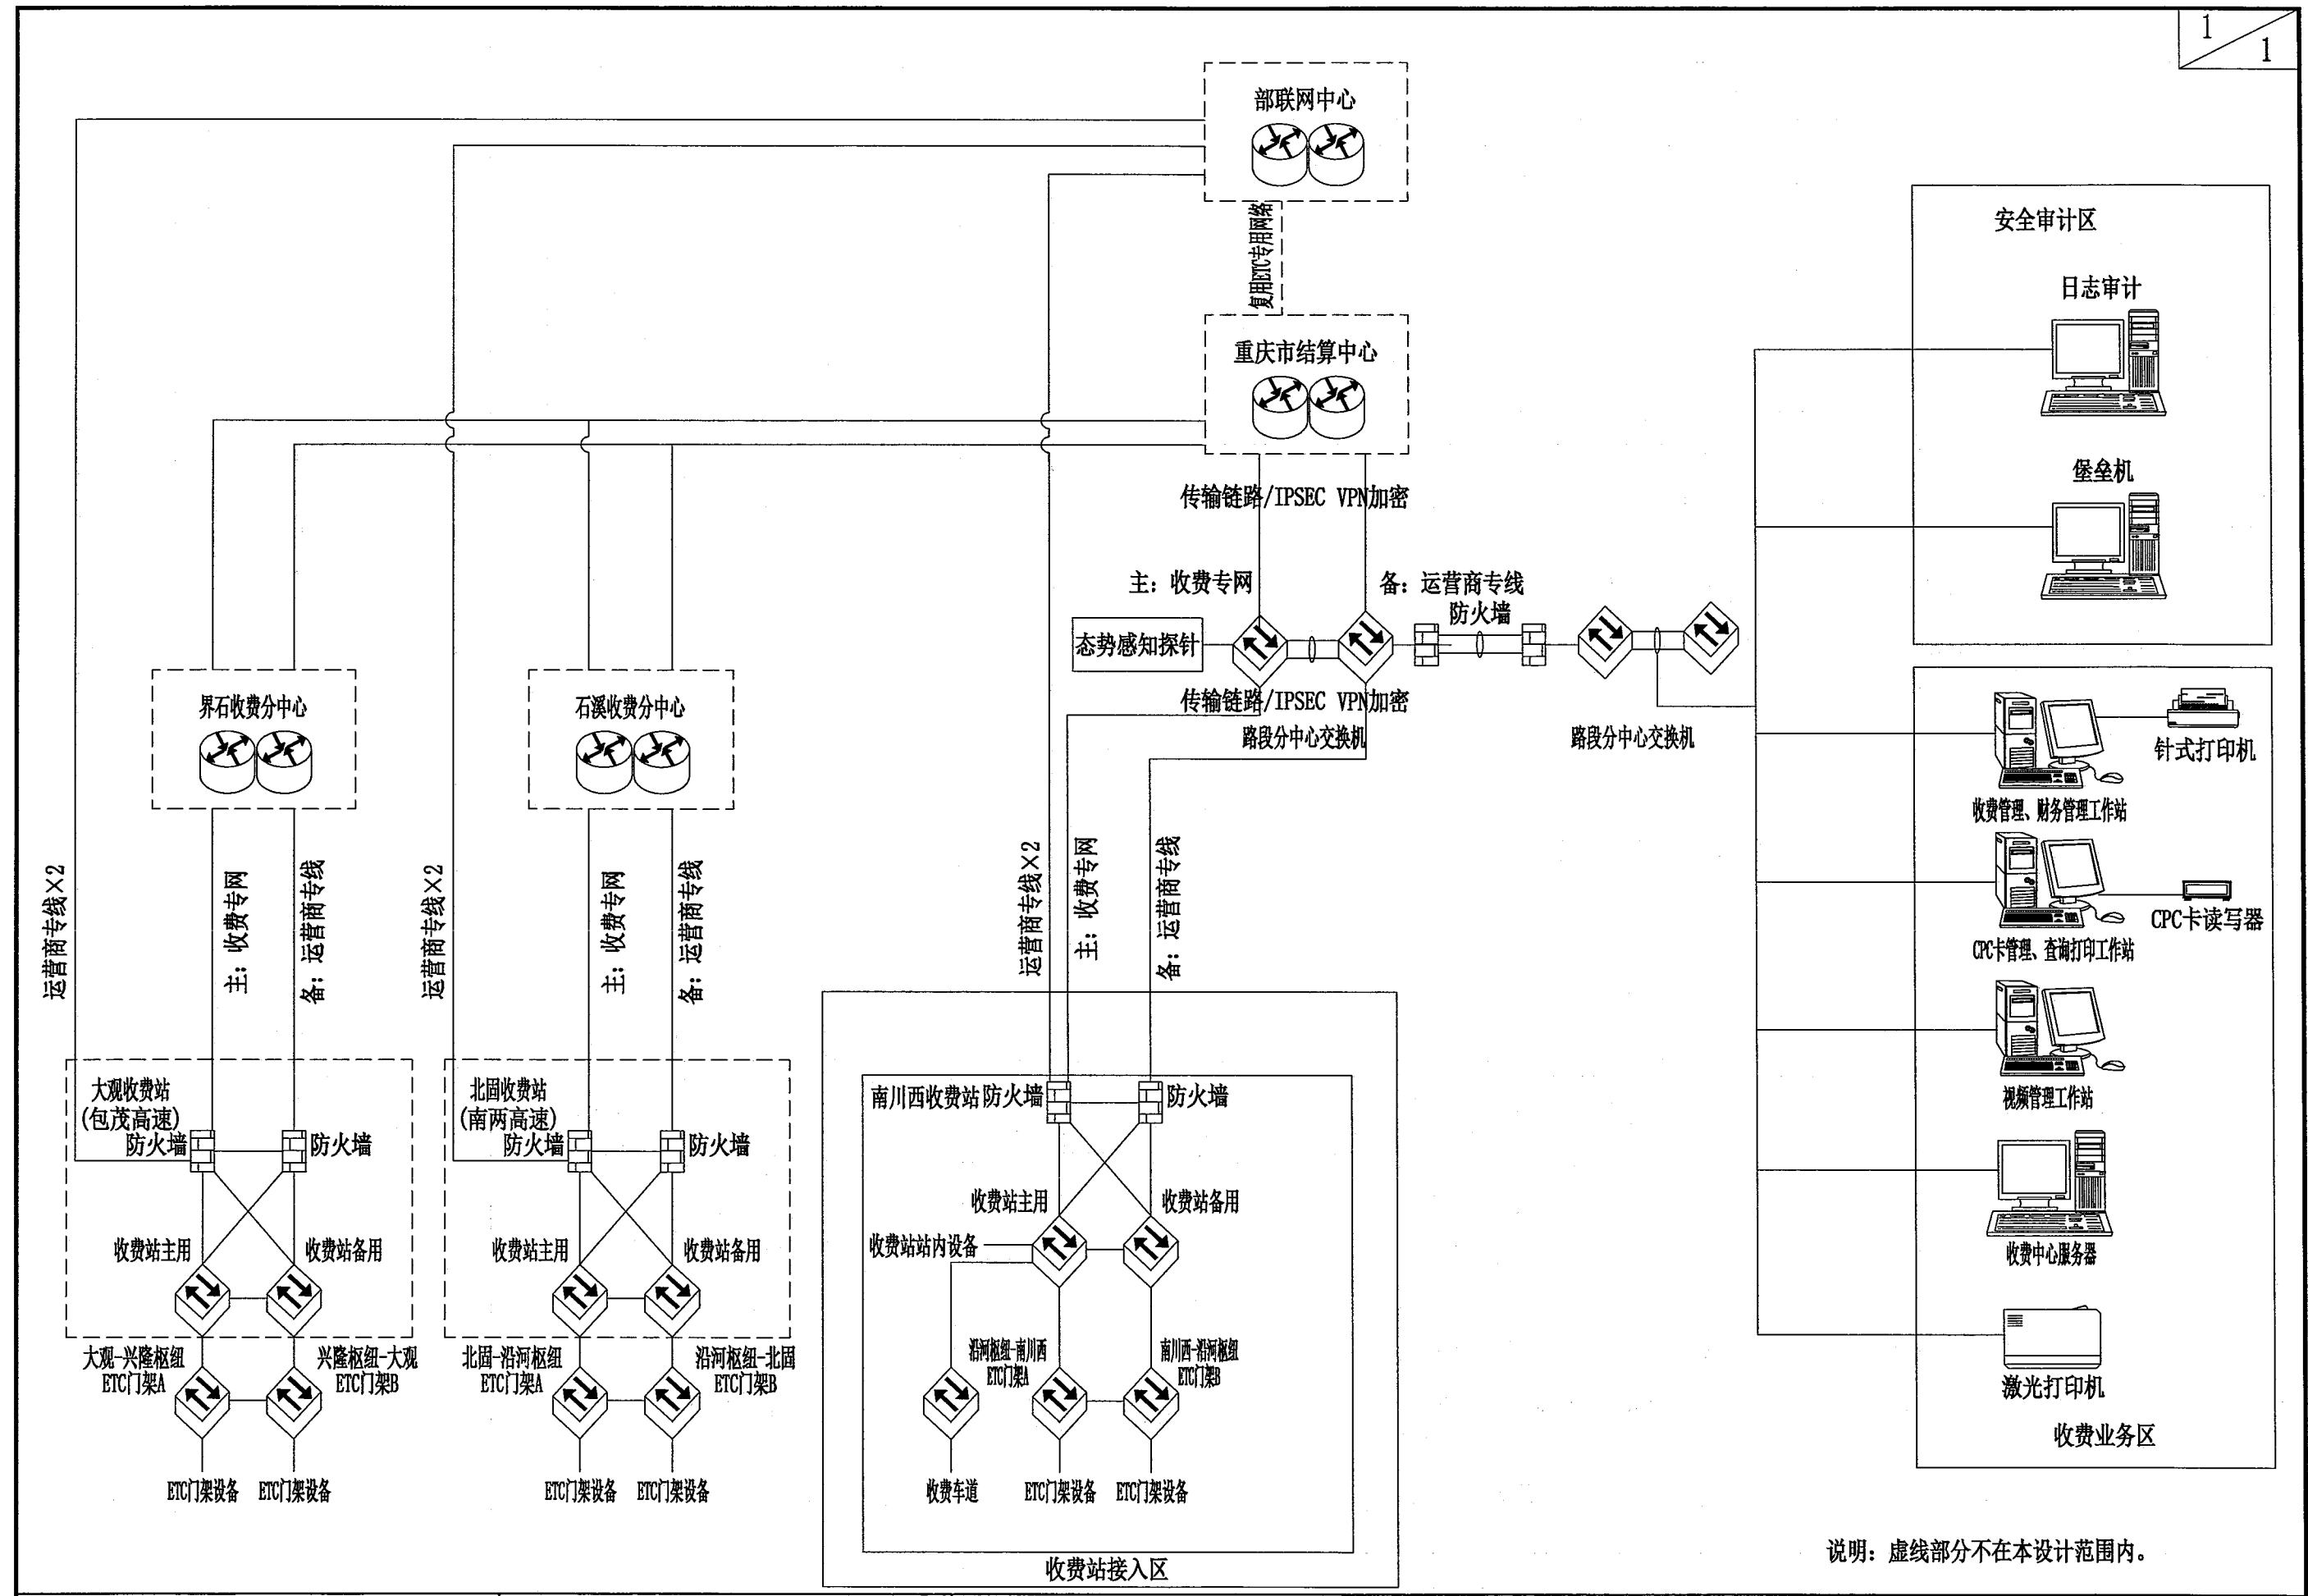 1
1
部联网中心
复用ETC专用网络
重庆市结算中心
传输链路/IPSEC VPN加密
主：收费专网
备：运营商专线
防火墙
态势感知探针
传输链路/IPSEC VPN加密
路段分中心交换机
路段分中心交换机
安全审计区
日志审计
堡垒机
界石收费分中心
石溪收费分中心
运营商专线×2
主：收费专网
备：运营商专线
运营商专线×2
主：收费专网
备：运营商专线
运营商专线×2
主：收费专网
备：运营商专线
针式打印机
收费管理、财务管理工作站
CPC卡读写器
CPC卡管理、查询打印工作站
视频管理工作站
收费中心服务器
激光打印机
收费业务区
大观收费站
(包茂高速)
防火墙
防火墙
收费站主用
收费站备用
大观-兴隆枢纽
ETC门架A
兴隆枢纽-大观
ETC门架B
ETC门架设备
ETC门架设备
北固收费站
(南两高速)
防火墙
防火墙
收费站主用
收费站备用
北固-沿河枢纽
ETC门架A
沿河枢纽-北固
ETC门架B
ETC门架设备
ETC门架设备
南川西收费站
防火墙
防火墙
收费站主用
收费站备用
收费站站内设备
沿河枢纽-南川西
ETC门架A
南川西-沿河枢纽
ETC门架B
收费车道
ETC门架设备
ETC门架设备
收费站接入区
说明：虚线部分不在本设计范围内。